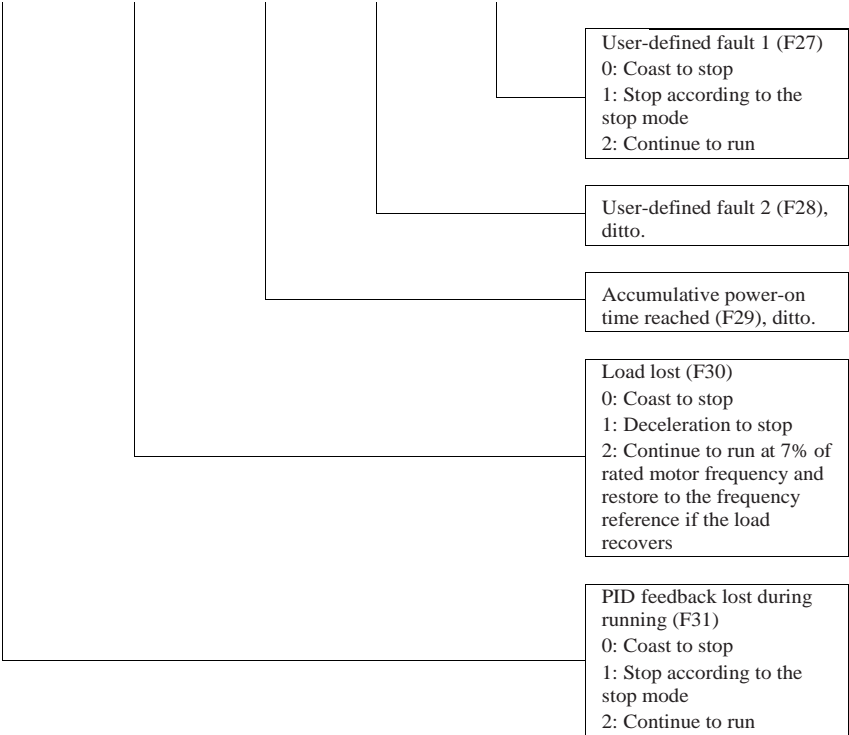 User-defined fault 1 (F27)
0: Coast to stop
1: Stop according to the
stop mode
2: Continue to run
User-defined fault 2 (F28),
ditto.
Accumulative power-on
time reached (F29), ditto.
Load lost (F30)
0: Coast to stop
1: Deceleration to stop
2: Continue to run at 7% of
rated motor frequency and
restore to the frequency
reference if the load
recovers
PID feedback lost during
running (F31)
0: Coast to stop
1: Stop according to the
stop mode
2: Continue to run